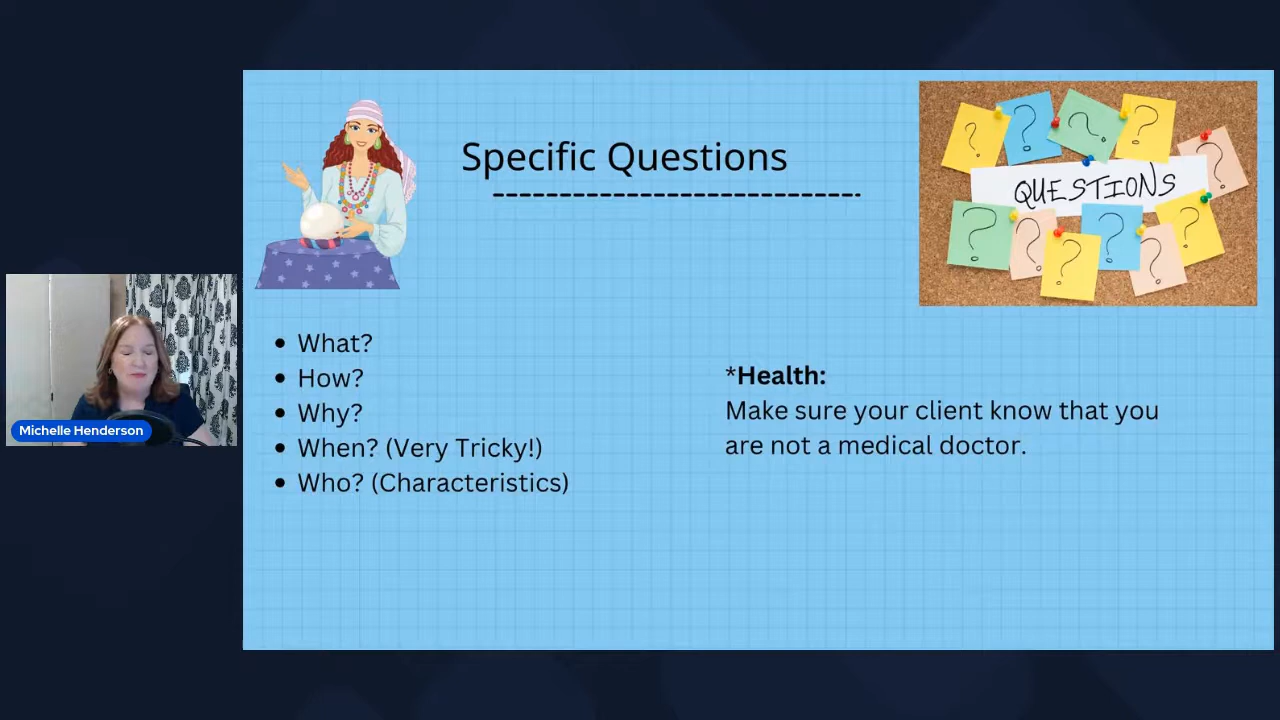 Specific Questions
QUESTIONS
? ? ? ? ?
? ? ? ? ? ?
• What?
• How?
• Why?
• When? (Very Tricky!)
• Who? (Characteristics)
*Health:
Make sure your client know that you
are not a medical doctor.
Michelle Henderson